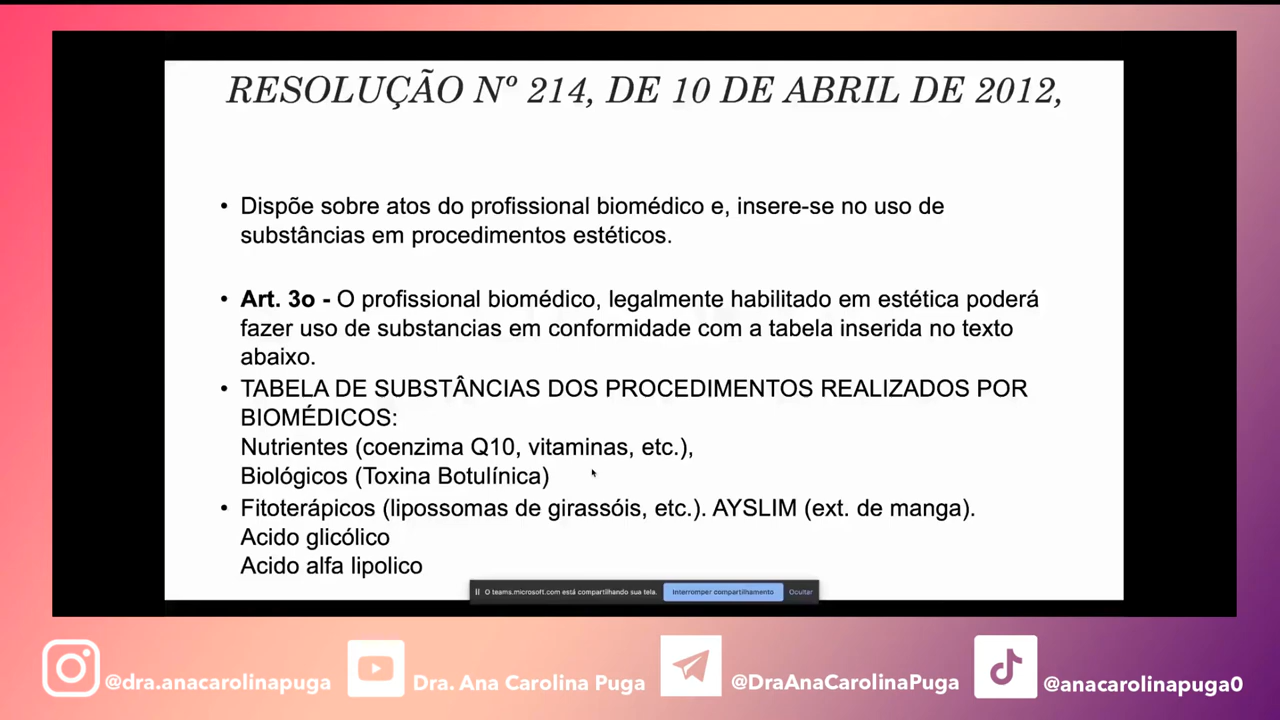 RESOLUÇÃO Nº 214, DE 10 DE ABRIL DE 2012,
• Dispõe sobre atos do profissional biomédico e, insere-se no uso de
substâncias em procedimentos estéticos.
• Art. 3o - O profissional biomédico, legalmente habilitado em estética poderá
fazer uso de substancias em conformidade com a tabela inserida no texto
abaixo.
• TABELA DE SUBSTÂNCIAS DOS PROCEDIMENTOS REALIZADOS POR
BIOMÉDICOS:
Nutrientes (coenzima Q10, vitaminas, etc.),
Biológicos (Toxina Botulínica)
• Fitoterápicos (lipossomas de girassóis, etc.). AYSLIM (ext. de manga).
Acido glicólico
Acido alfa lipolico
O teams.microsoft.com está compartilhando sua tela. Interromper compartilhamento Ocultar
@dra.anacarolinapuga Dra. Ana Carolina Puga @DraAnaCarolinaPuga @anacarolinapuga0